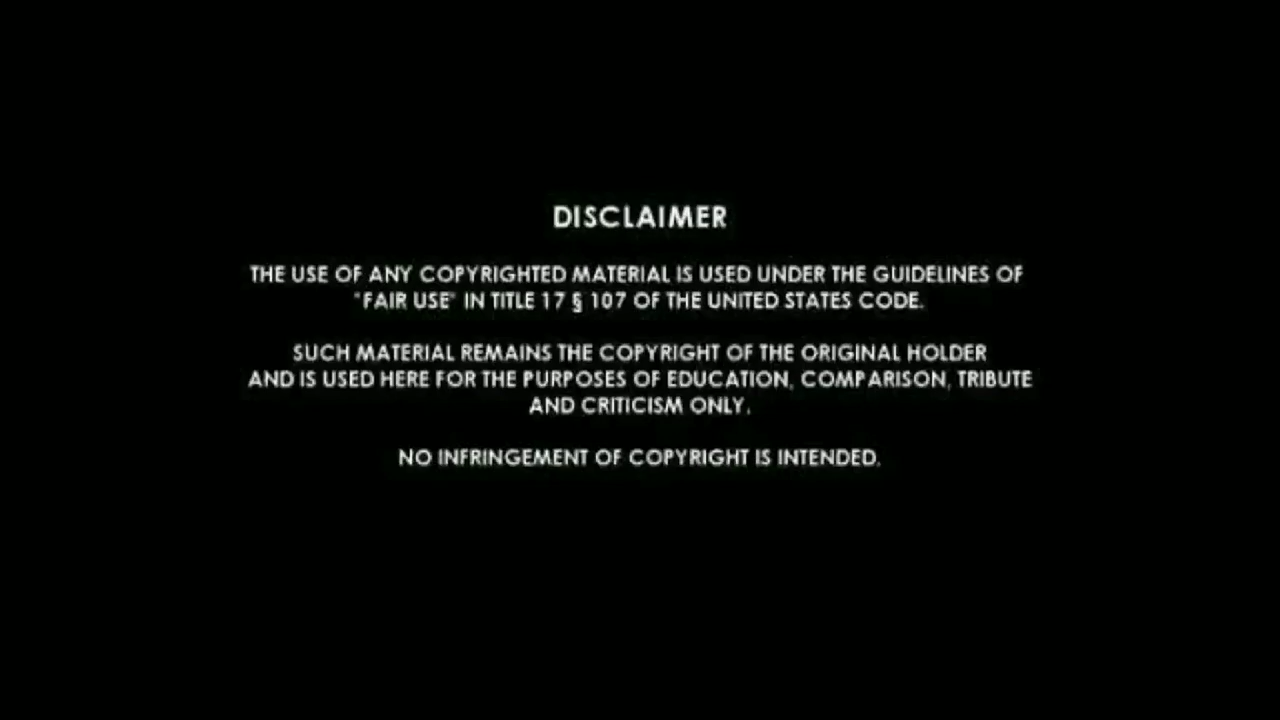 DISCLAIMER
THE USE OF ANY COPYRIGHTED MATERIAL IS USED UNDER THE GUIDELINES OF
"FAIR USE" IN TITLE 17 § 107 OF THE UNITED STATES CODE.
SUCH MATERIAL REMAINS THE COPYRIGHT OF THE ORIGINAL HOLDER
AND IS USED HERE FOR THE PURPOSES OF EDUCATION, COMPARISON, TRIBUTE
AND CRITICISM ONLY.
NO INFRINGEMENT OF COPYRIGHT IS INTENDED.